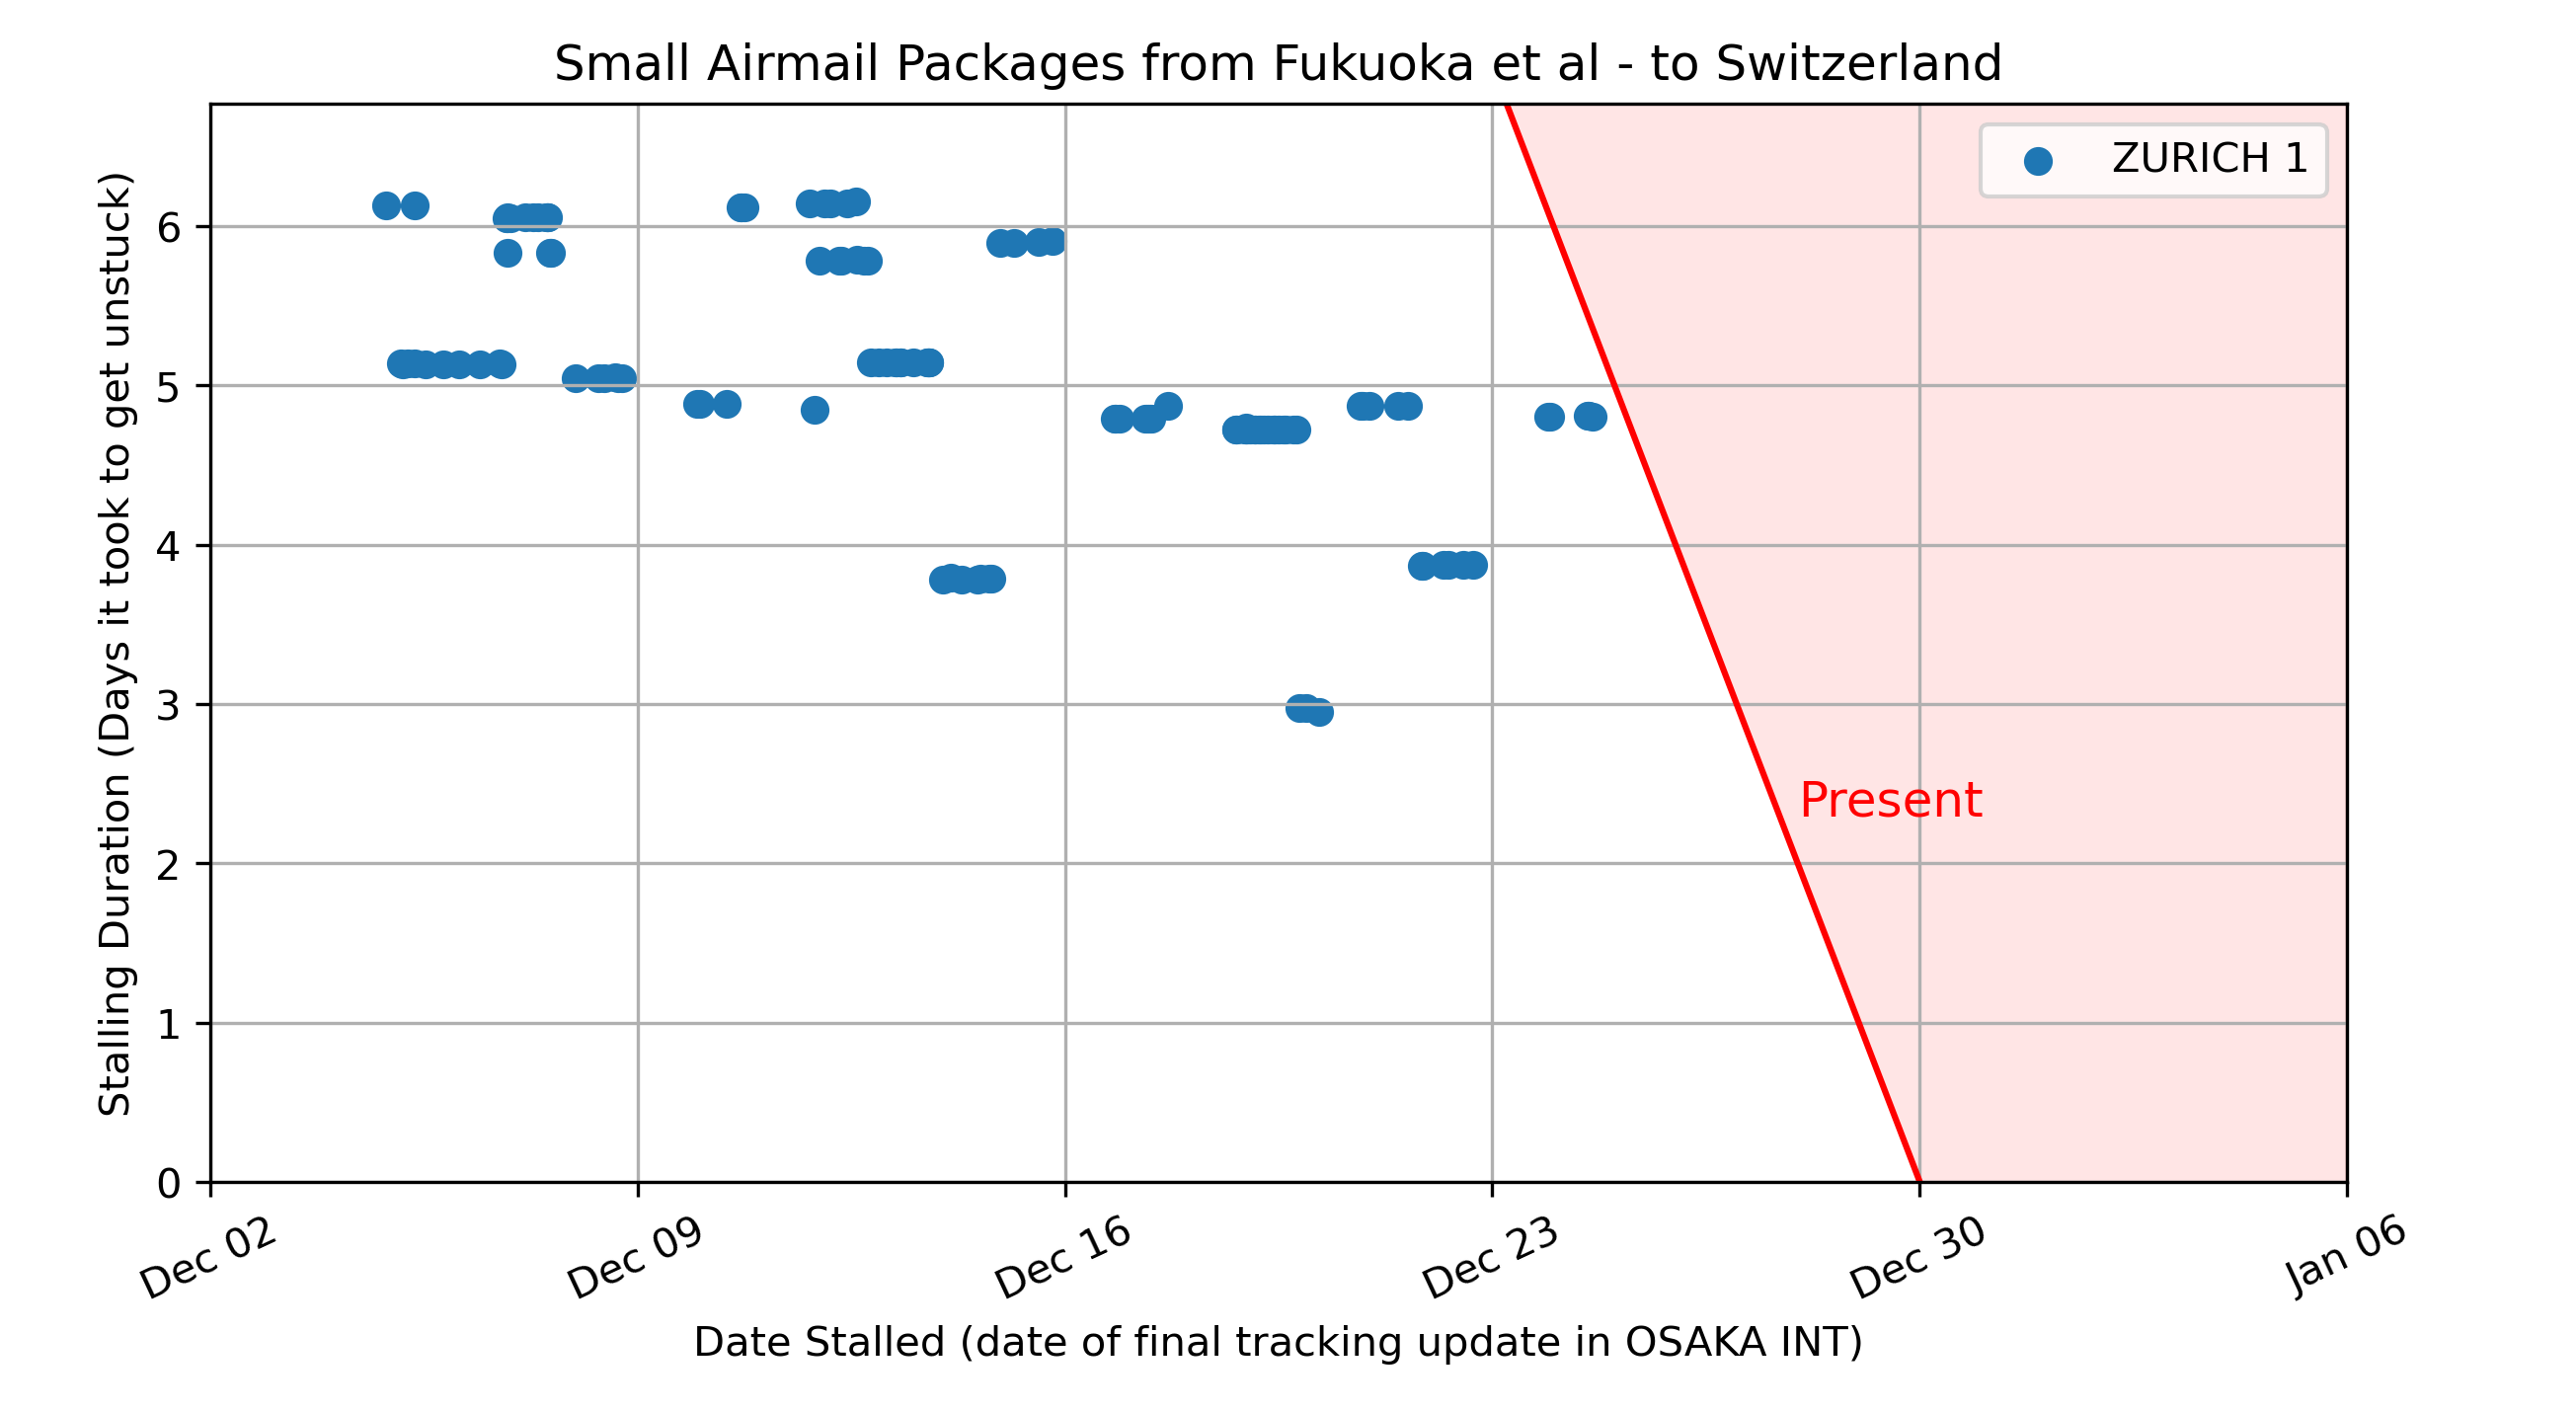 Small Airmail Packages from Fukuoka et al - to Switzerland
ZURICH 1
Stalling Duration (Days it took to get unstuck)
6
5
4
3
2
1
0
Present
Dec 02
Dec 09
Dec 16
Dec 23
Dec 30
Jan 06
Date Stalled (date of final tracking update in OSAKA INT)